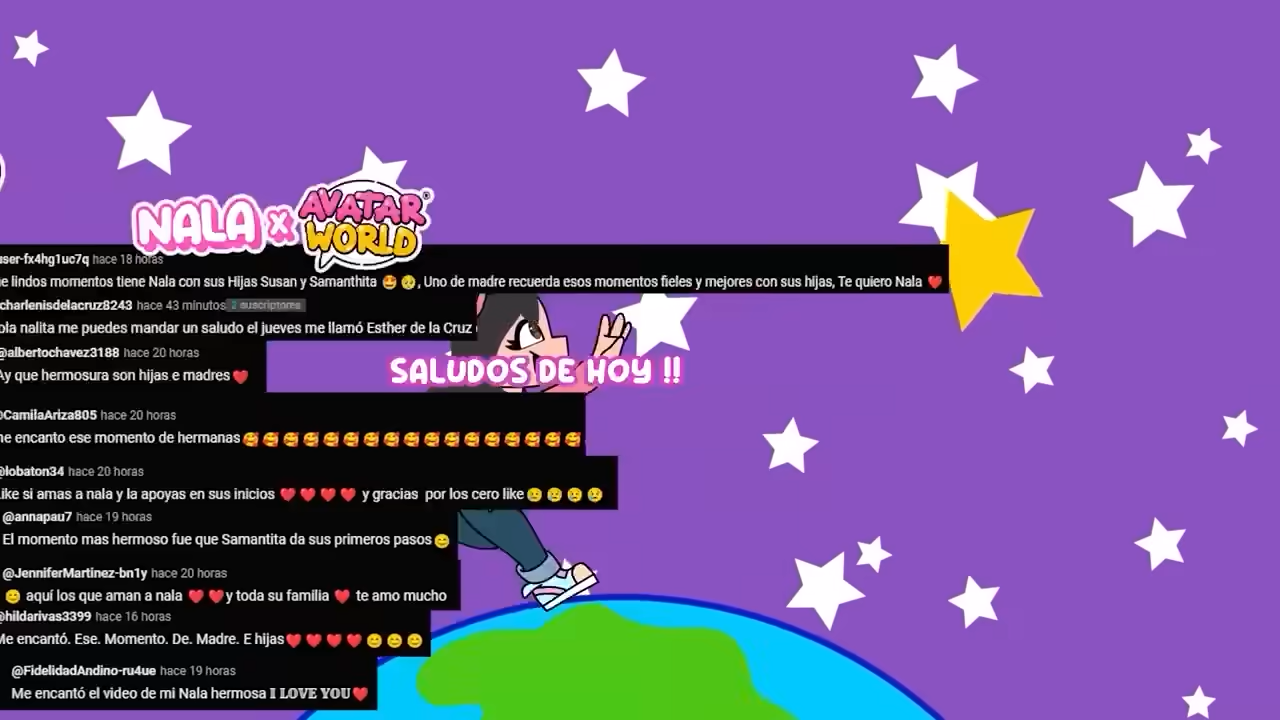 NALA x AVATAR WORLD
user-fx4hg1uc7q hace 18 horas
e lindos momentos tiene Nala con sus Hijas Susan y Samanthita 🤩 🥹, Uno de madre recuerda esos momentos fieles y mejores con sus hijas, Te quiero Nala ❤️
charlenisdelacruz8243 hace 43 minutos suscriptores
ola nalita me puedes mandar un saludo el jueves me llamó Esther de la Cruz
@albertochavez3188 hace 20 horas
Ay que hermosura son hijas e madres❤️
SALUDOS DE HOY !!
@CamilaAriza805 hace 20 horas
me encanto ese momento de hermanas🥰🥰🥰🥰🥰🥰🥰🥰🥰🥰🥰🥰🥰🥰🥰🥰🥰
@lobaton34 hace 20 horas
Like si amas a nala y la apoyas en sus inicios ❤️❤️❤️❤️ y gracias por los cero like😢😢😢😢
@annapau7 hace 19 horas
El momento mas hermoso fue que Samantita da sus primeros pasos😊
@JenniferMartinez-bn1y hace 20 horas
😊 aquí los que aman a nala ❤️ ❤️y toda su familia ❤️ te amo mucho
@hildarivas3399 hace 16 horas
Me encantó. Ese. Momento. De. Madre. E hijas❤️❤️❤️❤️😊😊😊
@FidelidadAndino-ru4ue hace 19 horas
Me encantó el video de mi Nala hermosa 𝐈 𝐋𝐎𝐕𝐄 𝐘𝐎𝐔❤️